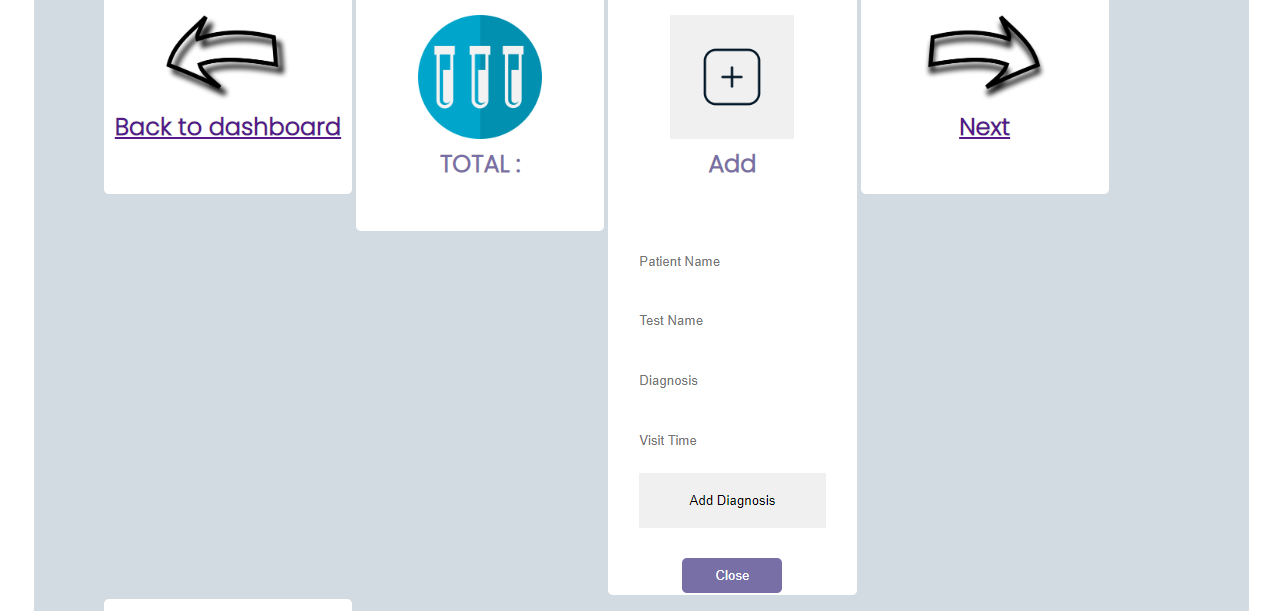 Back to dashboard
TOTAL :
Add
Next
Patient Name
Test Name
Diagnosis
Visit Time
Add Diagnosis
Close